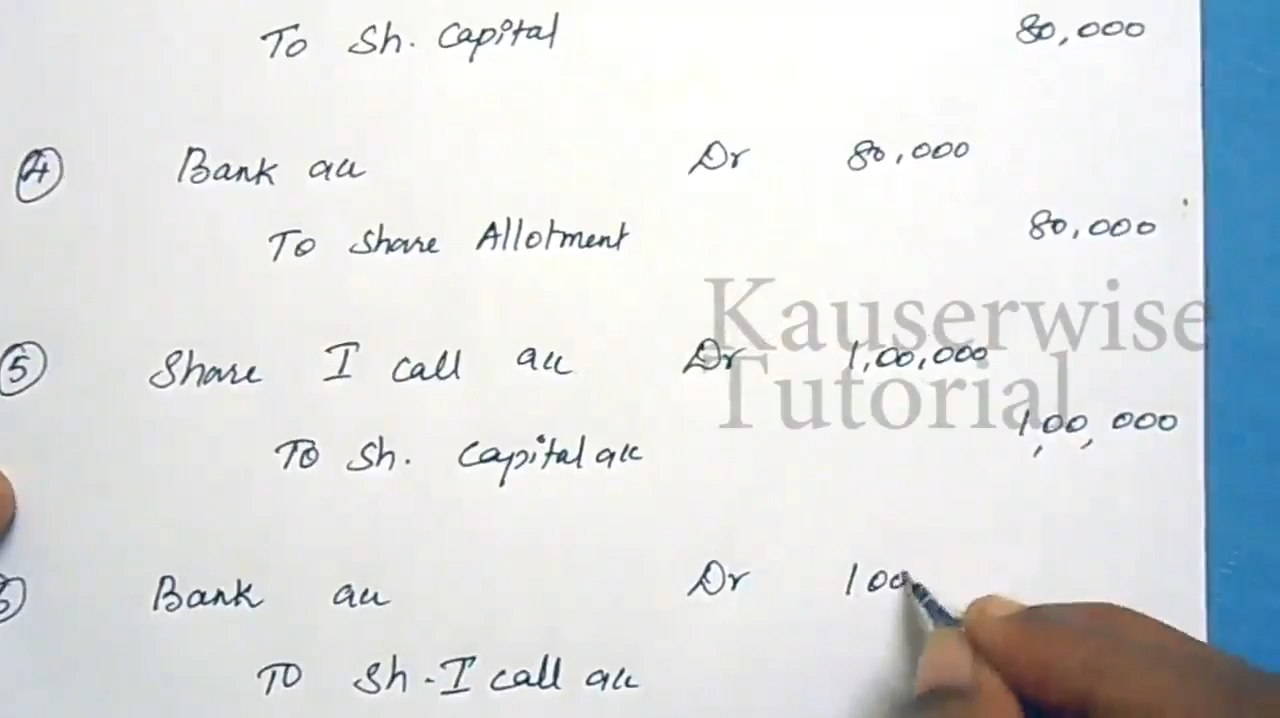 To Sh. Capital 80,000
4 Bank a/c Dr 80,000
To Share Allotment 80,000
Kauserwise
Tutorial
5 Share I call a/c Dr 1,00,000
To Sh. Capital a/c 1,00,000
Bank a/c Dr 100
To Sh. I call a/c